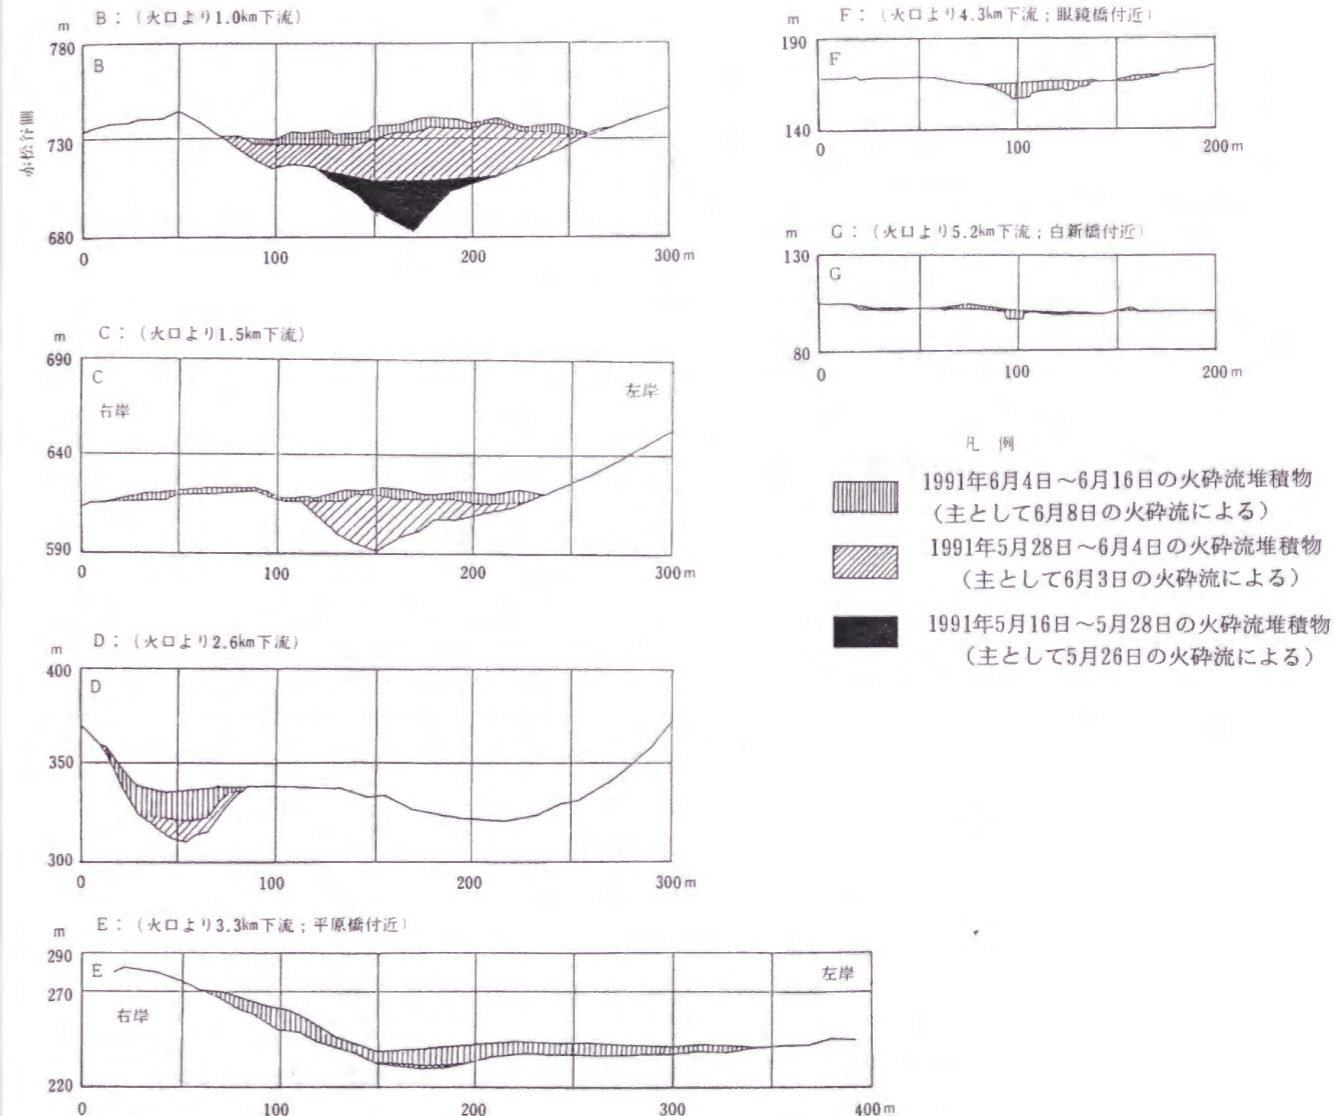 m B：（火口より1.0km下流）
780
B
730
680
0 100 200 300m
赤松谷側
m C：（火口より1.5km下流）
690
C
右岸
左岸
640
590
0 100 200 300m
m D：（火口より2.6km下流）
400
D
350
300
0 100 200 300m
m E：（火口より3.3km下流；平原橋付近）
290
E
左岸
270
右岸
220
0 100 200 300 400m
m F：（火口より4.3km下流；眼鏡橋付近）
190
F
140
0 100 200m
m G：（火口より5.2km下流；白新橋付近）
130
G
80
0 100 200m
凡 例
1991年6月4日～6月16日の火砕流堆積物
（主として6月8日の火砕流による）
1991年5月28日～6月4日の火砕流堆積物
（主として6月3日の火砕流による）
1991年5月16日～5月28日の火砕流堆積物
（主として5月26日の火砕流による）